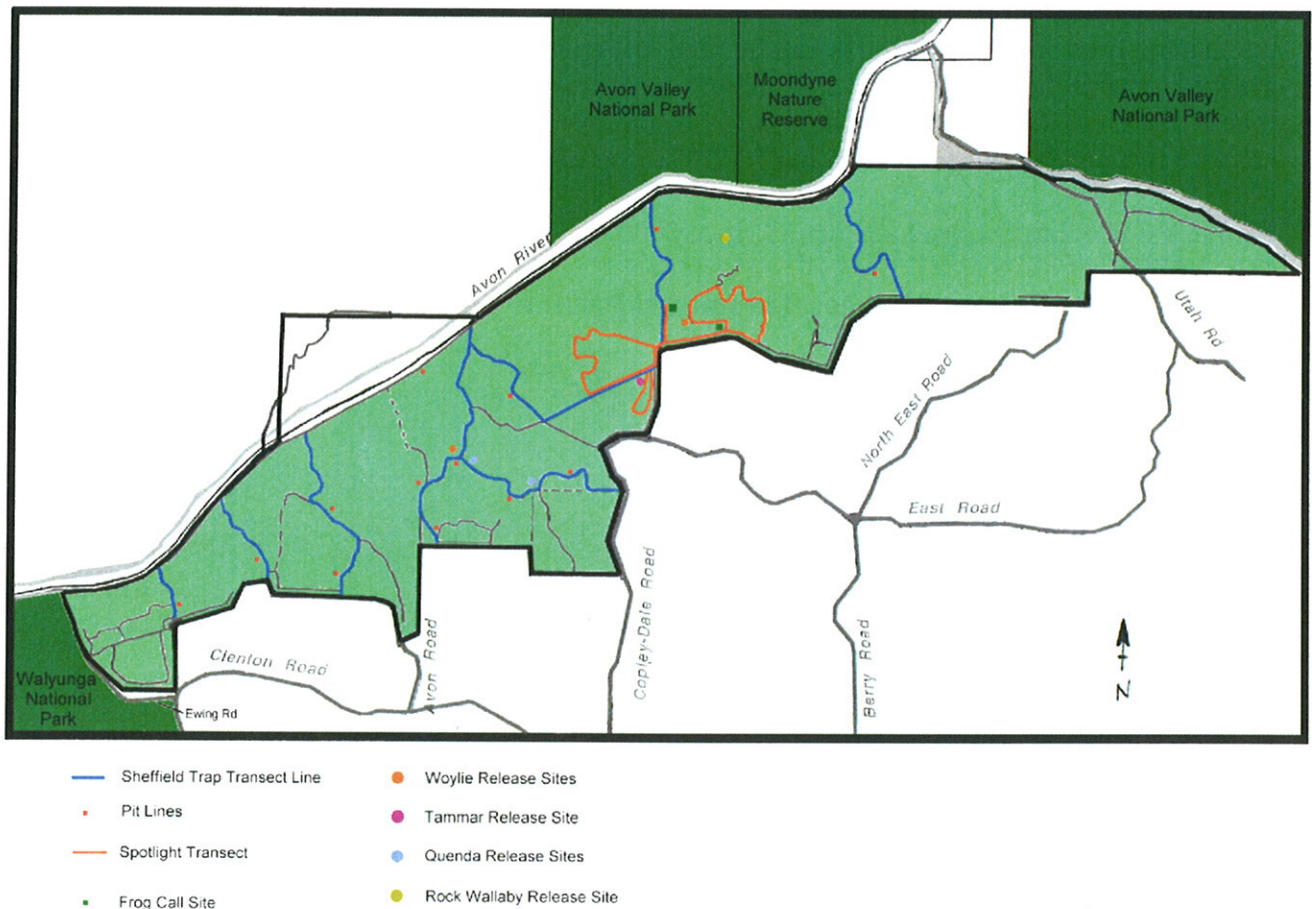 Avon Valley
National Park
Moondyne
Nature
Reserve
Avon Valley
National Park
Avon River
Utah Rd
North East Road
East Road
Copley-Dale Road
Berry Road
Avon Road
Clenton Road
Walyunga
National
Park
Ewing Rd
N
Sheffield Trap Transect Line
Pit Lines
Spotlight Transect
Frog Call Site
Woylie Release Sites
Tammar Release Site
Quenda Release Sites
Rock Wallaby Release Site